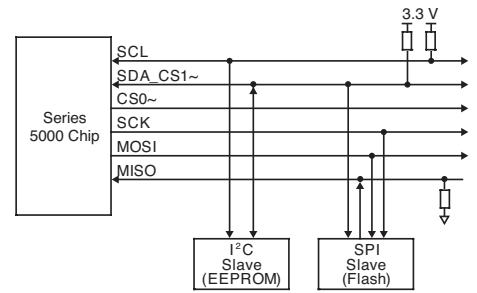 3.3 V
SCL
SDA_CS1~
CS0~
SCK
MOSI
MISO
Series
5000 Chip
I²C
Slave
(EEPROM)
SPI
Slave
(Flash)